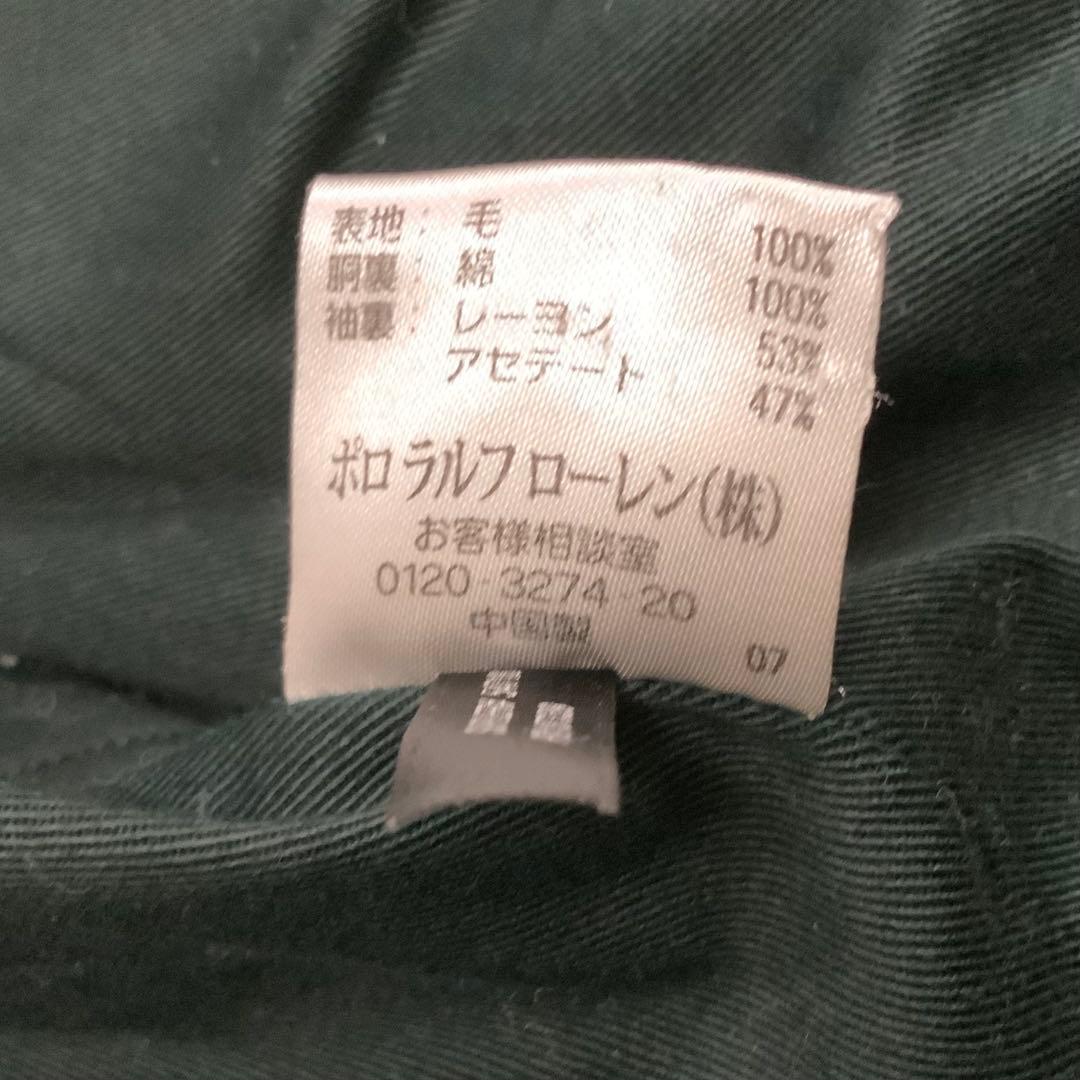 表地: 毛 100%
胴裏: 綿 100%
袖裏: レーヨン 53%
アセテート 47%
ポロ ラルフ ローレン(株)
お客様相談室
0120-3274-20
中国製
07